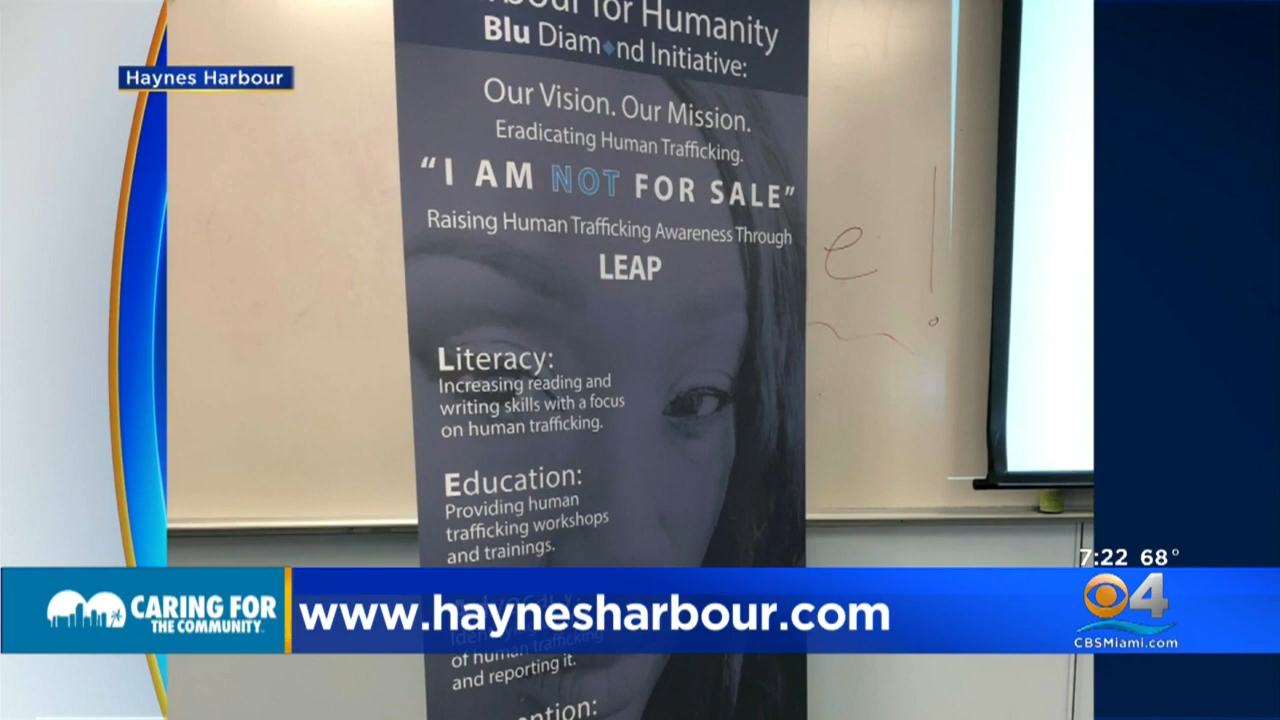 Haynes Harbour
for Humanity
Blu Diamond Initiative:
Our Vision. Our Mission.
Eradicating Human Trafficking.
“I AM NOT FOR SALE”
Raising Human Trafficking Awareness Through
LEAP
e!
Literacy:
Increasing reading and
writing skills with a focus
on human trafficking.
Education:
Providing human
trafficking workshops
and trainings.
of human trafficking
and reporting it.
7:22 68°
CARING FOR
THE COMMUNITY
www.haynesharbour.com
4
CBSMiami.com